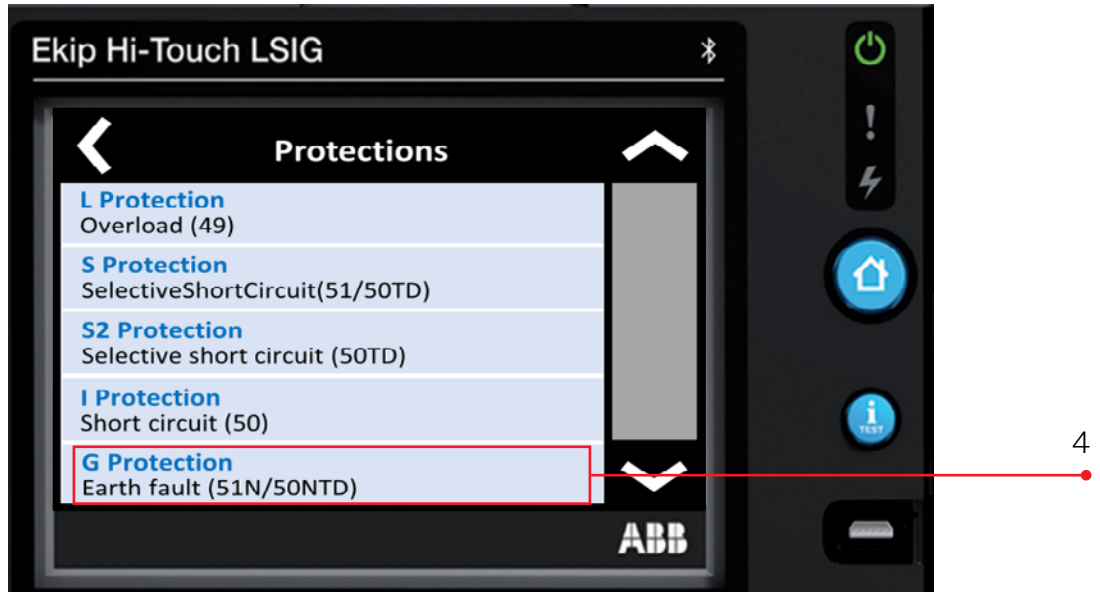 Ekip Hi-Touch LSIG
Protections
L Protection
Overload (49)
S Protection
SelectiveShortCircuit(51/50TD)
S2 Protection
Selective short circuit (50TD)
I Protection
Short circuit (50)
G Protection
Earth fault (51N/50NTD)
4
i
TEST
ABB